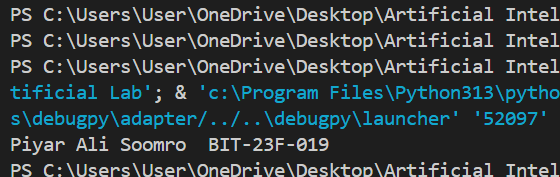 PS C:\Users\User\OneDrive\Desktop\Artificial Intel
PS C:\Users\User\OneDrive\Desktop\Artificial Intel
PS C:\Users\User\OneDrive\Desktop\Artificial Intel
tificial Lab'; & 'c:\Program Files\Python313\pytho
s\debugpy\adapter/../..\debugpy\launcher' '52097'
Piyar Ali Soomro  BIT-23F-019
PS C:\Users\User\OneDrive\Desktop\Artificial Intel